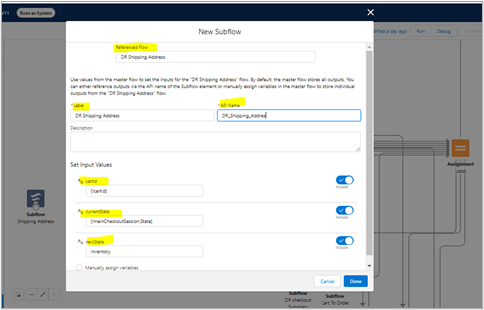 Runs as System
ified a day ago
Run
Debug
New Subflow
Referenced Flow
DR Shipping Address
Use values from the master flow to set the inputs for the "DR Shipping Address" flow. By default, the master flow stores all outputs. You
can either reference outputs via the API name of the Subflow element or manually assign variables in the master flow to store individual
outputs from the "DR Shipping Address" flow.
*Label
*API Name
DR Shipping Address
DR_Shipping_Addres
Description
Set Input Values
cartId
{!cartId}
Include
currentState
{!mainCheckoutSession.State}
Include
nextState
inventory
Include
Manually assign variables
Cancel
Done
Subflow
Shipping Address
Assignment
Loop
Subflow
DR checkout
Summary
Subflow
Cart To Order